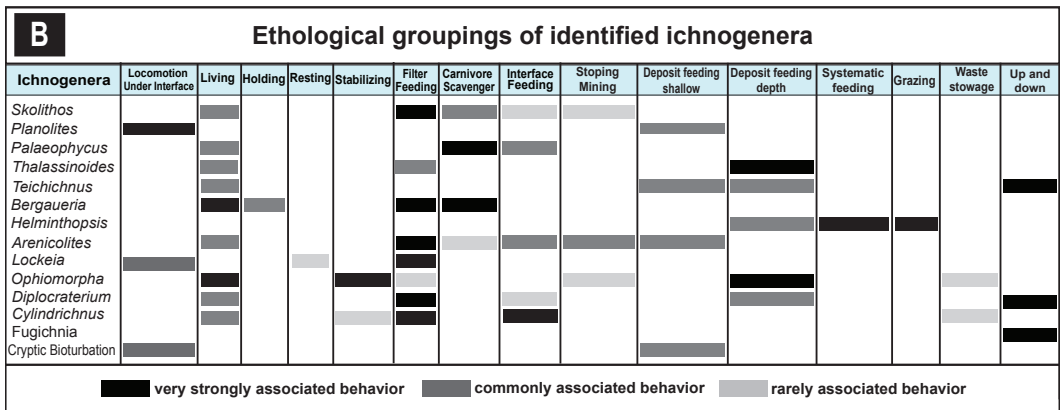 B
Ethological groupings of identified ichnogenera
Ichnogenera
Locomotion
Under Interface
Living
Holding
Resting
Stabilizing
Filter
Feeding
Carnivore
Scavenger
Interface
Feeding
Stoping
Mining
Deposit feeding
shallow
Deposit feeding
depth
Systematic
feeding
Grazing
Waste
stowage
Up and
down
Skolithos
Planolites
Palaeophycus
Thalassinoides
Teichichnus
Bergaueria
Helminthopsis
Arenicolites
Lockeia
Ophiomorpha
Diplocraterium
Cylindrichnus
Fugichnia
Cryptic Bioturbation
very strongly associated behavior
commonly associated behavior
rarely associated behavior